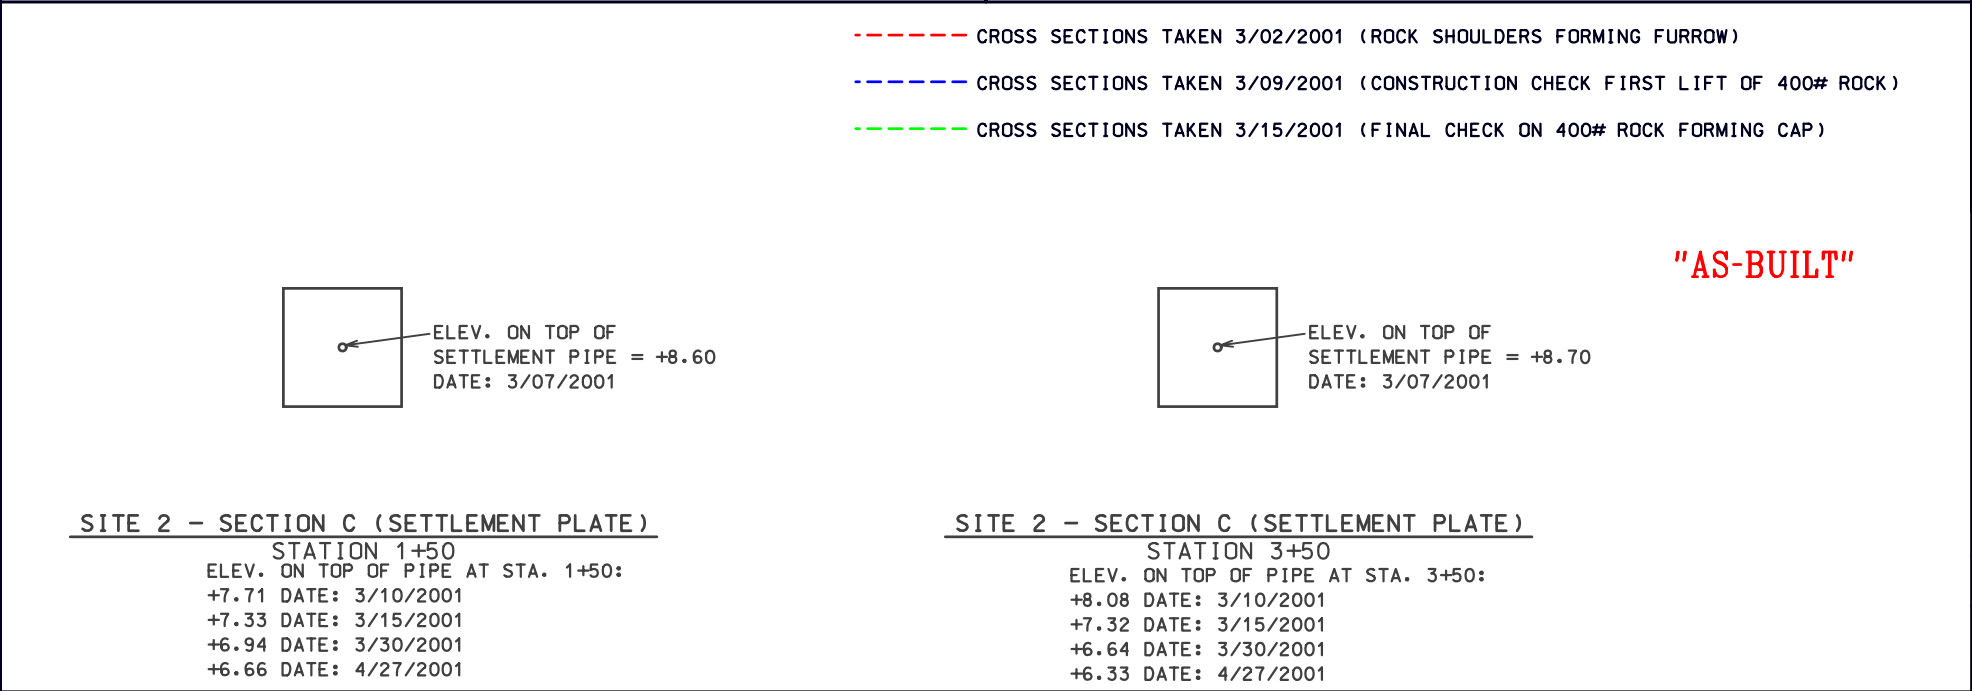 CROSS SECTIONS TAKEN 3/02/2001 (ROCK SHOULDERS FORMING FURROW)
CROSS SECTIONS TAKEN 3/09/2001 (CONSTRUCTION CHECK FIRST LIFT OF 400# ROCK)
CROSS SECTIONS TAKEN 3/15/2001 (FINAL CHECK ON 400# ROCK FORMING CAP)
"AS-BUILT"
ELEV. ON TOP OF
SETTLEMENT PIPE = +8.60
DATE: 3/07/2001
ELEV. ON TOP OF
SETTLEMENT PIPE = +8.70
DATE: 3/07/2001
SITE 2 - SECTION C (SETTLEMENT PLATE)
STATION 1+50
ELEV. ON TOP OF PIPE AT STA. 1+50:
+7.71 DATE: 3/10/2001
+7.33 DATE: 3/15/2001
+6.94 DATE: 3/30/2001
+6.66 DATE: 4/27/2001
SITE 2 - SECTION C (SETTLEMENT PLATE)
STATION 3+50
ELEV. ON TOP OF PIPE AT STA. 3+50:
+8.08 DATE: 3/10/2001
+7.32 DATE: 3/15/2001
+6.64 DATE: 3/30/2001
+6.33 DATE: 4/27/2001